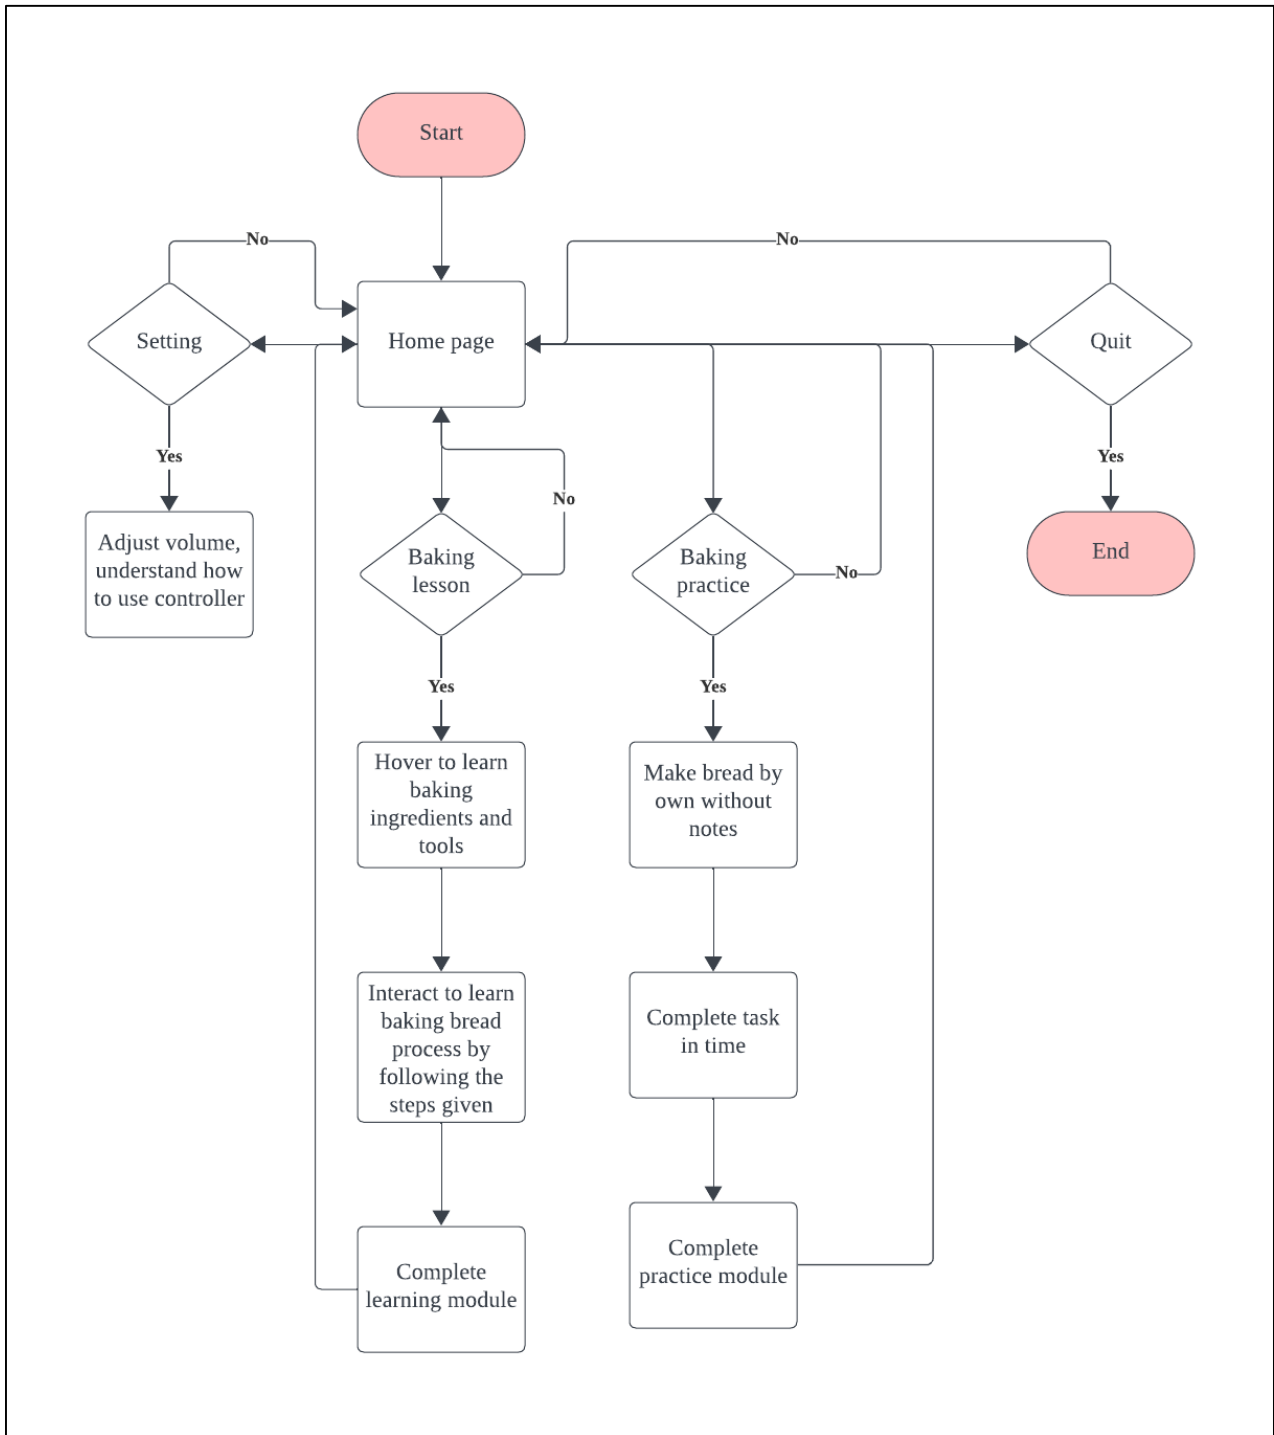 Start
No
No
Setting
Home page
Quit
Yes
Yes
No
Adjust volume,
understand how
to use controller
Baking
lesson
Baking
practice
No
End
Yes
Yes
Hover to learn
baking
ingredients and
tools
Make bread by
own without
notes
Interact to learn
baking bread
process by
following the
steps given
Complete task
in time
Complete
learning module
Complete
practice module